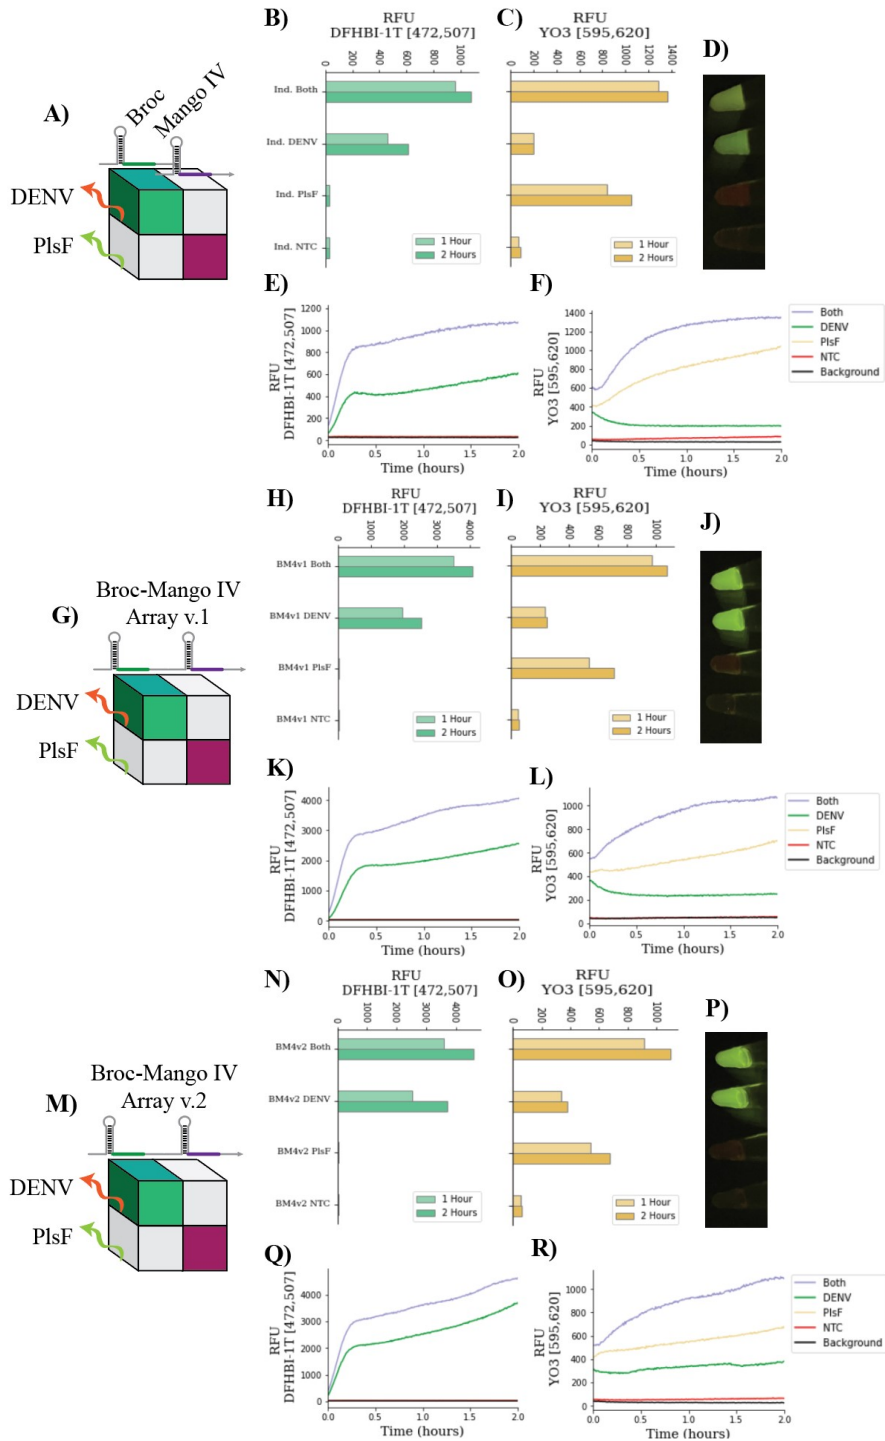 B)
RFU
DFHBI-1T [472,507]
0
200
400
600
800
1000
Ind. Both
Ind. DENV
Ind. PlsF
Ind. NTC
1 Hour
2 Hours
C)
RFU
YO3 [595,620]
0
200
400
600
800
1000
1200
1400
1 Hour
2 Hours
D)
A)
Broc
Mango IV
DENV
PlsF
E)
RFU
DFHBI-1T [472,507]
1200
1000
800
600
400
200
0
0.0
0.5
1.0
1.5
2.0
Time (hours)
F)
RFU
YO3 [595,620]
1400
1200
1000
800
600
400
200
0
0.0
0.5
1.0
1.5
2.0
Time (hours)
Both
DENV
PlsF
NTC
Background
H)
RFU
DFHBI-1T [472,507]
0
1000
2000
3000
4000
BM4v1 Both
BM4v1 DENV
BM4v1 PlsF
BM4v1 NTC
1 Hour
2 Hours
I)
RFU
YO3 [595,620]
0
200
400
600
800
1000
1 Hour
2 Hours
J)
G)
Broc-Mango IV
Array v.1
DENV
PlsF
K)
RFU
DFHBI-1T [472,507]
4000
3000
2000
1000
0
0.0
0.5
1.0
1.5
2.0
Time (hours)
L)
RFU
YO3 [595,620]
1000
800
600
400
200
0
0.0
0.5
1.0
1.5
2.0
Time (hours)
Both
DENV
PlsF
NTC
Background
N)
RFU
DFHBI-1T [472,507]
0
1000
2000
3000
4000
BM4v2 Both
BM4v2 DENV
BM4v2 PlsF
BM4v2 NTC
1 Hour
2 Hours
O)
RFU
YO3 [595,620]
0
200
400
600
800
1000
1 Hour
2 Hours
P)
M)
Broc-Mango IV
Array v.2
DENV
PlsF
Q)
RFU
DFHBI-1T [472,507]
4000
3000
2000
1000
0
0.0
0.5
1.0
1.5
2.0
Time (hours)
R)
RFU
YO3 [595,620]
1000
800
600
400
200
0
0.0
0.5
1.0
1.5
2.0
Time (hours)
Both
DENV
PlsF
NTC
Background